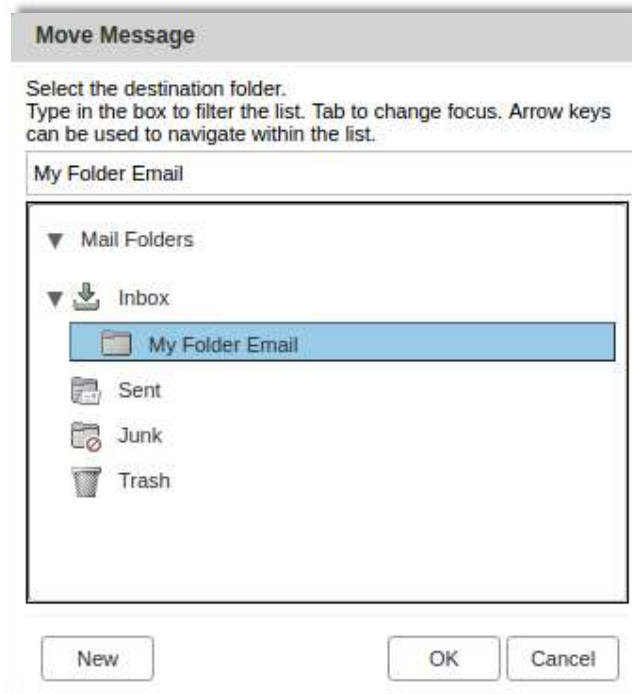 Move Message
Select the destination folder.
Type in the box to filter the list. Tab to change focus. Arrow keys
can be used to navigate within the list.
My Folder Email
Mail Folders
Inbox
My Folder Email
Sent
Junk
Trash
New OK Cancel